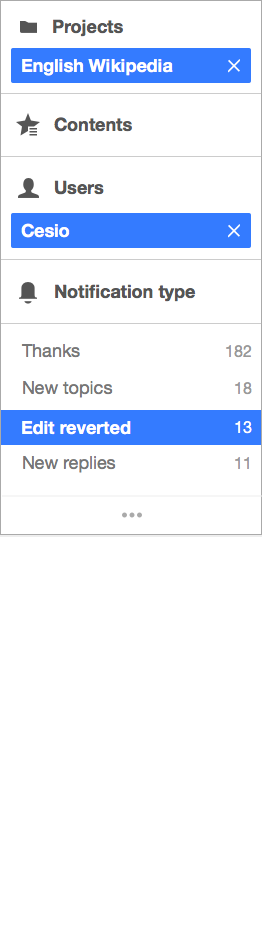 Projects
English Wikipedia
Contents
Users
Cesio
Notification type
Thanks 182
New topics 18
Edit reverted 13
New replies 11